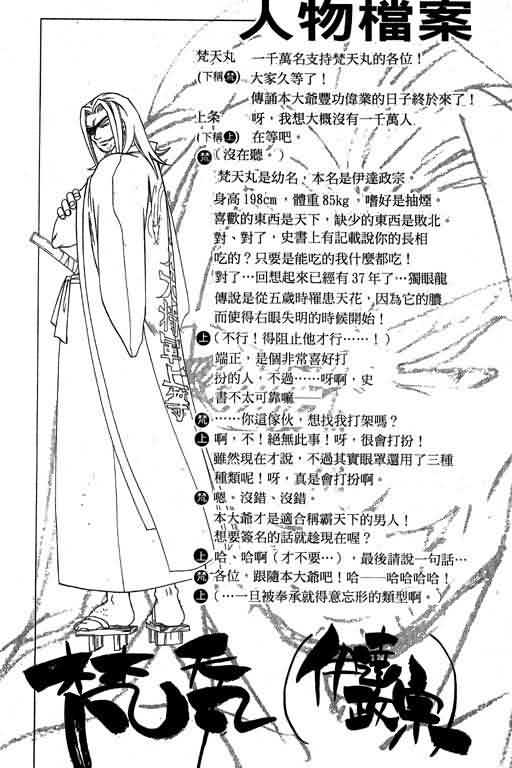 人物檔案
梵天丸 一千萬名支持梵天丸的各位!
(下稱梵) 大家久等了!
傳誦本大爺豐功偉業的日子終於來了!
上条 呀,我想大概沒有一千萬人
(下稱上) 在等吧。
梵(沒在聽。)
梵天丸是幼名,本名是伊達政宗。
身高198cm,體重85kg,嗜好是抽煙。
喜歡的東西是天下,缺少的東西是敗北。
對、對了,史書上有記載說你的長相
吃的?只要是能吃的我什麼都吃!
對了…回想起來已經有37年了…獨眼龍
傳說是從五歲時罹患天花,因為它的膿
而使得右眼失明的時候開始!
上(不行!得阻止他才行……!)
端正,是個非常喜好打
扮的人,不過……呀啊,史
書不太可靠嘛——
梵……你這傢伙,想找我打架嗎?
上啊,不!絕無此事!呀,很會打扮!
雖然現在才說,不過其實眼罩還用了三種
種類呢!呀,真是會打扮啊。
梵嗯。沒錯、沒錯。
本大爺才是適合稱霸天下的男人!
想要簽名的話就趁現在喔?
上哈、哈啊(才不要…),最後請說一句話…
梵各位,跟隨本大爺吧!哈——哈哈哈哈!
上(…一旦被奉承就得意忘形的類型啊。)
梵天丸
(伊達政宗)